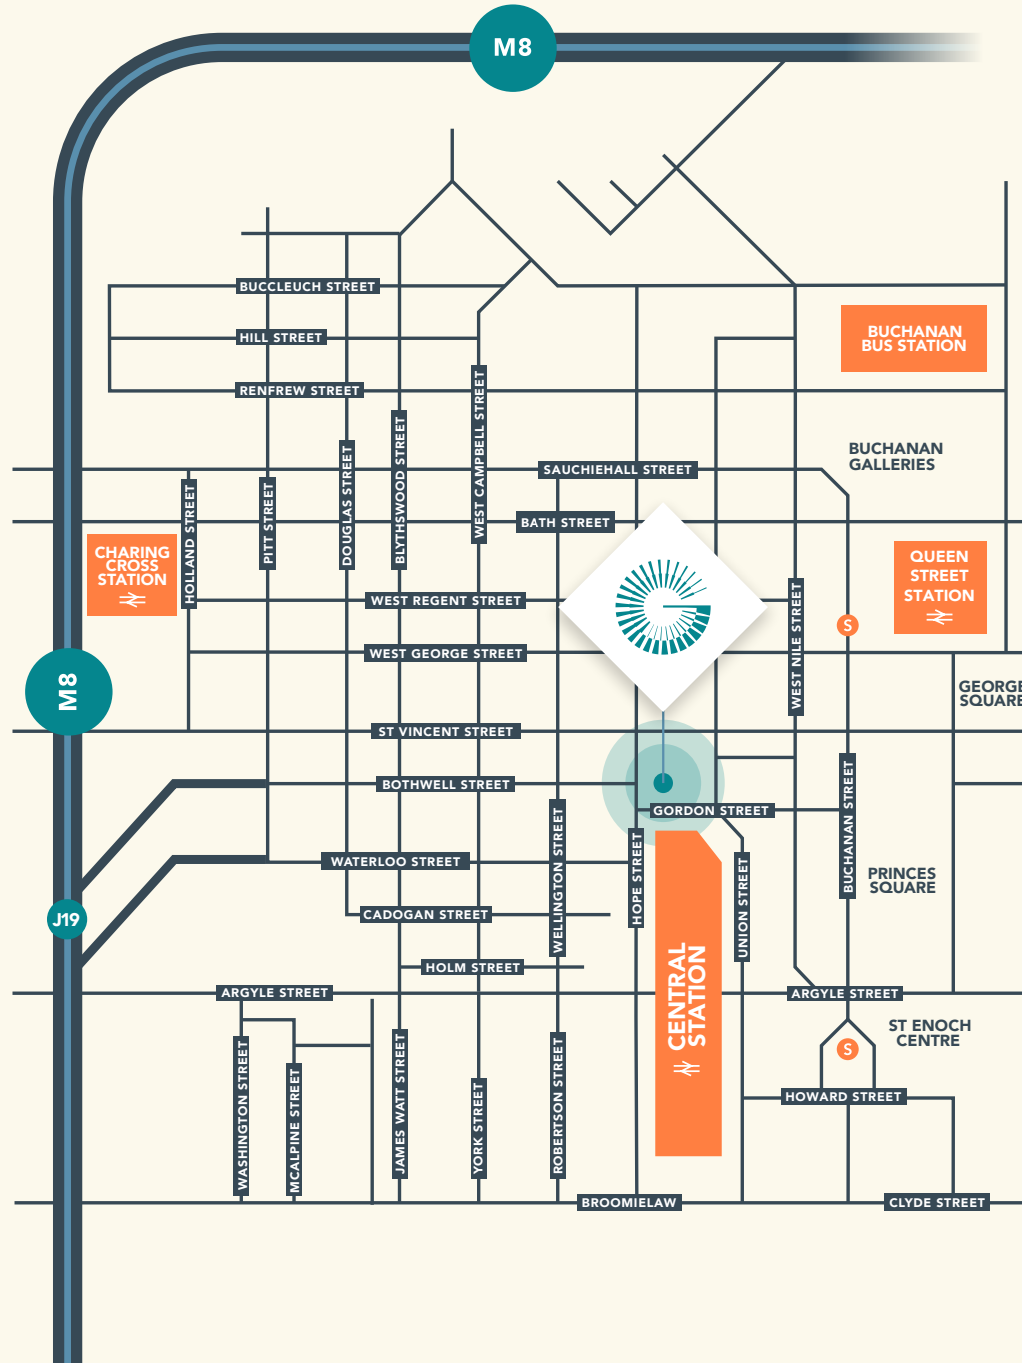 M8
BUCCLEUCH STREET
BUCHANAN
BUS STATION
HILL STREET
RENFREW STREET
WEST CAMPBELL STREET
BLYTHSWOOD STREET
DOUGLAS STREET
BUCHANAN
GALLERIES
SAUCHIEHALL STREET
HOLLAND STREET
PITT STREET
BATH STREET
CHARING
CROSS
STATION
QUEEN
STREET
STATION
WEST REGENT STREET
WEST NILE STREET
S
WEST GEORGE STREET
M8
GEORGE
SQUARE
ST VINCENT STREET
BOTHWELL STREET
BUCHANAN STREET
GORDON STREET
WELLINGTON STREET
HOPE STREET
UNION STREET
WATERLOO STREET
PRINCES
SQUARE
J19
CADOGAN STREET
HOLM STREET
CENTRAL
STATION
ARGYLE STREET
ARGYLE STREET
ST ENOCH
CENTRE
S
WASHINGTON STREET
MCALPINE STREET
JAMES WATT STREET
YORK STREET
ROBERTSON STREET
HOWARD STREET
BROOMIELAW
CLYDE STREET